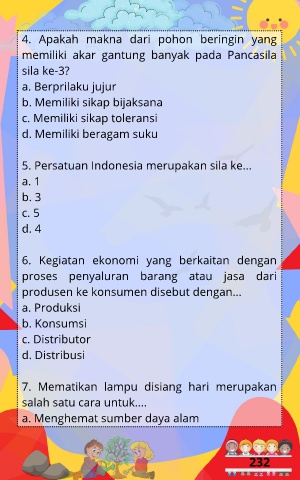 4. Apakah makna dari pohon beringin yang
memiliki akar gantung banyak pada Pancasila
sila ke-3?
a. Berprilaku jujur
b. Memiliki sikap bijaksana
c. Memiliki sikap toleransi
d. Memiliki beragam suku
5. Persatuan Indonesia merupakan sila ke...
a. 1
b. 3
c. 5
d. 4
6. Kegiatan ekonomi yang berkaitan dengan
proses penyaluran barang atau jasa dari
produsen ke konsumen disebut dengan...
a. Produksi
b. Konsumsi
c. Distributor
d. Distribusi
7. Mematikan lampu disiang hari merupakan
salah satu cara untuk....
a. Menghemat sumber daya alam
232